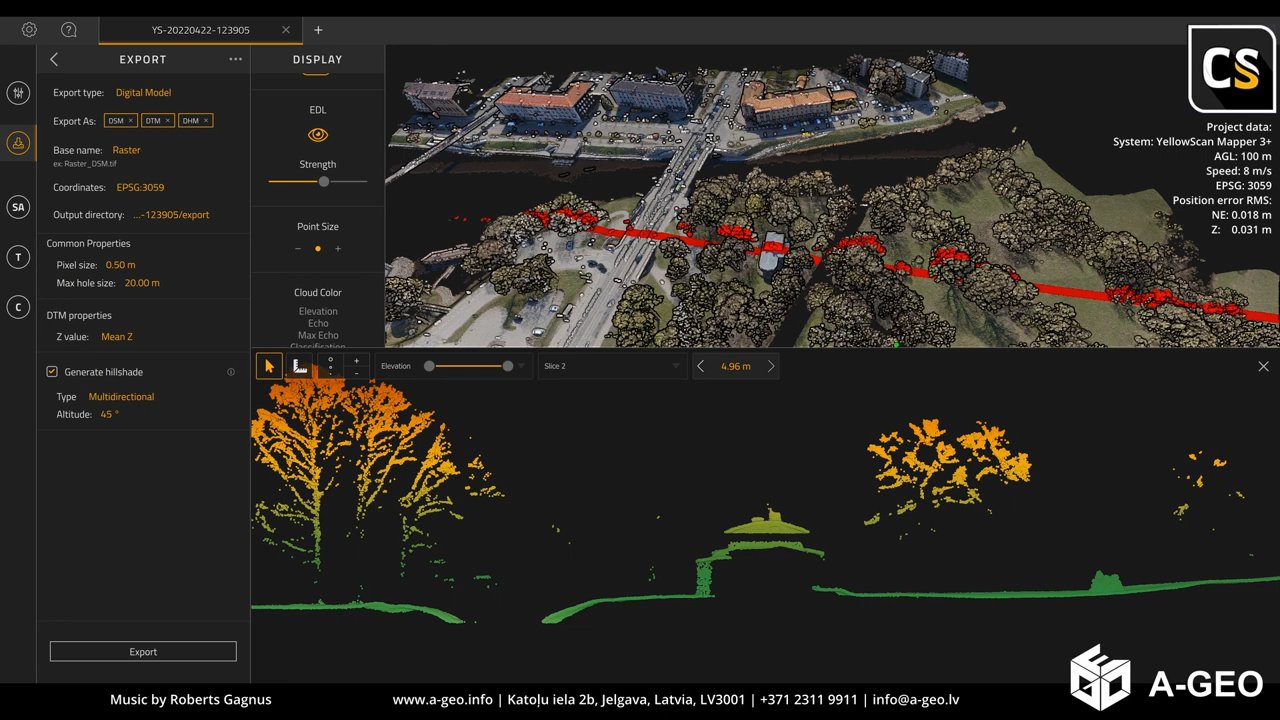 YS-20220422-123905
EXPORT
Export type: Digital Model
Export As: DSM × DTM × DHM ×
Base name: Raster
ex: Raster_DSM.tif
Coordinates: EPSG:3059
Output directory: ...-123905/export
Common Properties
Pixel size: 0.50 m
Max hole size: 20.00 m
DTM properties
Z value: Mean Z
Generate hillshade
Type Multidirectional
Altitude: 45 °
Export
SA
T
C
DISPLAY
EDL
Strength
Point Size
− +
Cloud Color
Elevation
Echo
Max Echo
Classification
CS
Project data:
System: YellowScan Mapper 3+
AGL: 100 m
Speed: 8 m/s
EPSG: 3059
Position error RMS:
NE: 0.018 m
Z: 0.031 m
Elevation
Slice 2
4.96 m
A-GEO
Music by Roberts Gagnus
www.a-geo.info | Katoļu iela 2b, Jelgava, Latvia, LV3001 | +371 2311 9911 | info@a-geo.lv